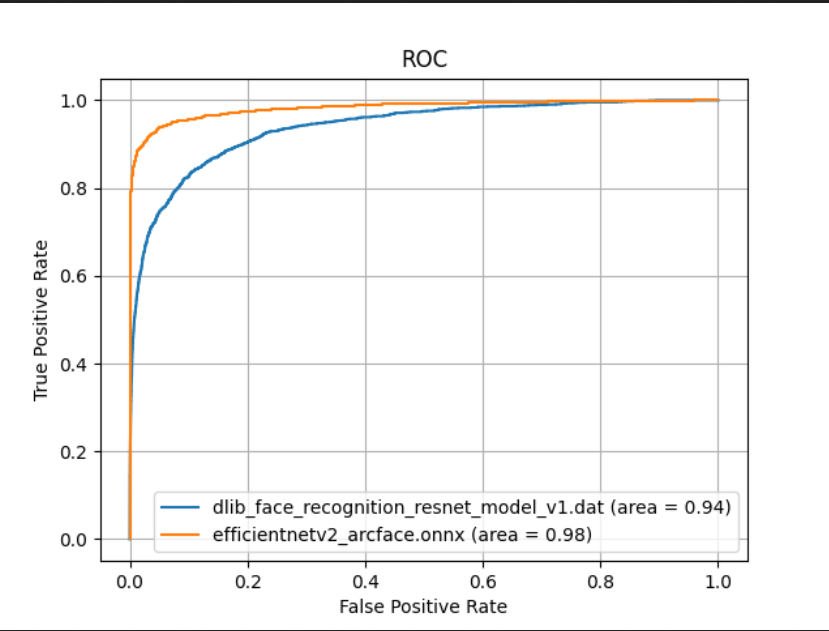 ROC
1.0
0.8
0.6
0.4
0.2
0.0
True Positive Rate
dlib_face_recognition_resnet_model_v1.dat (area = 0.94)
efficientnetv2_arcface.onnx (area = 0.98)
0.0 0.2 0.4 0.6 0.8 1.0
False Positive Rate